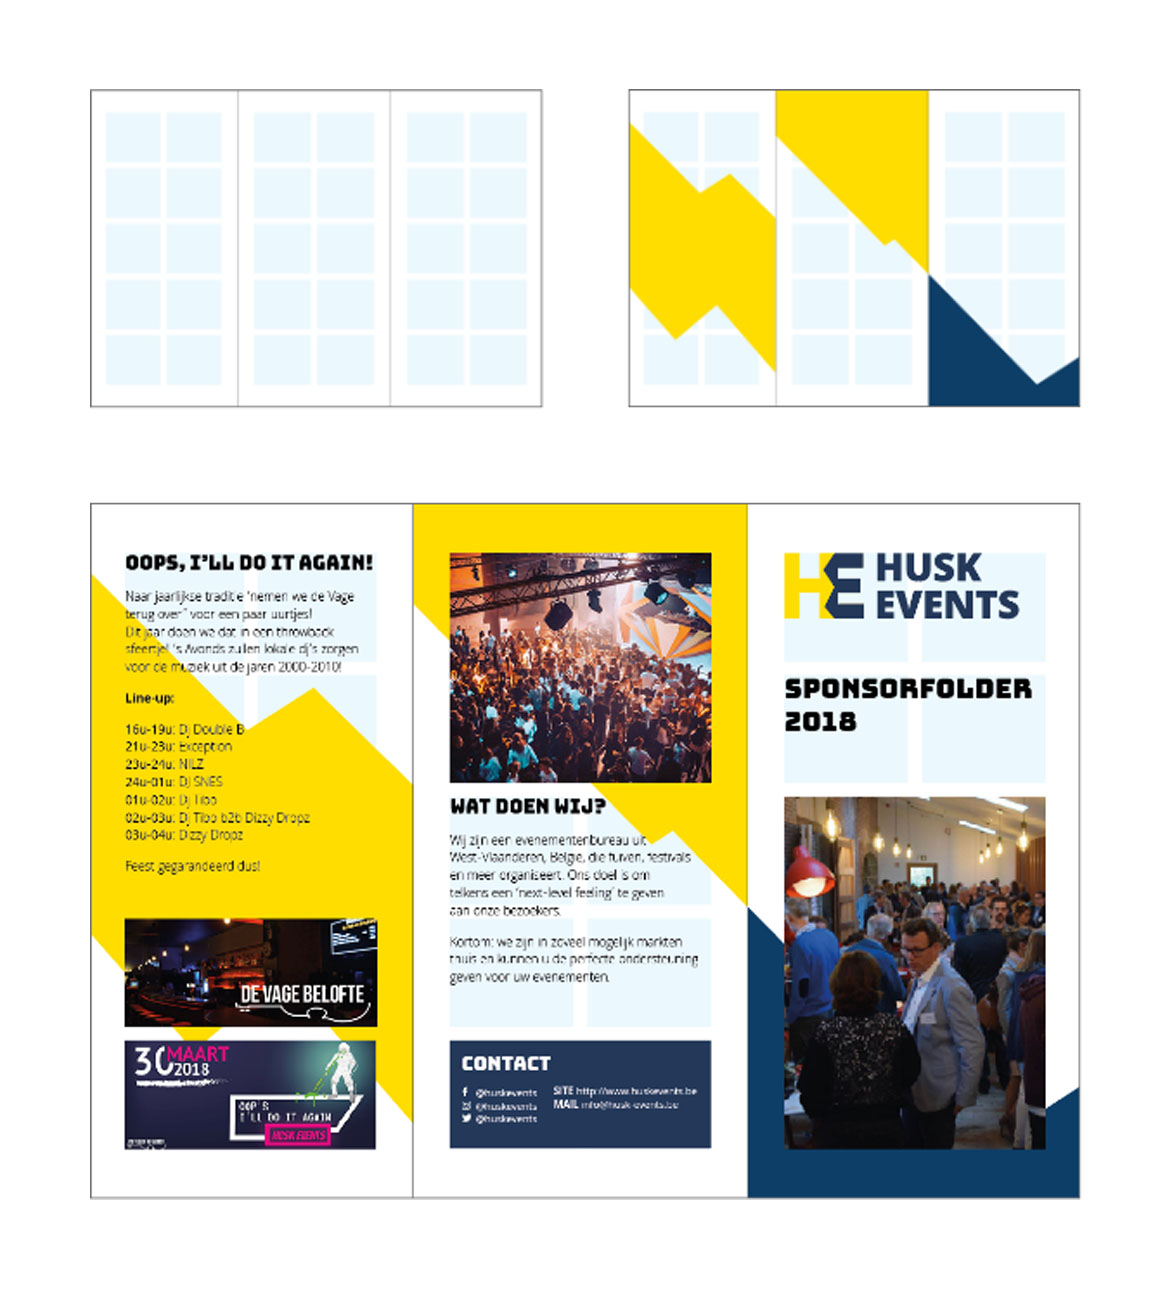 OOPS, I'LL DO IT AGAIN!
Naar jaarlijkse traditie 'nemen we de Vage
terug over" voor een paar uurtjes!
Dit jaar doen we dat in een throwback
sfeertje! 's Avonds zullen lokale dj's zorgen
voor de muziek uit de jaren 2000-2010!
Line-up:
16u-19u: Dj Double B
21u-23u: Exception
23u-24u: NILZ
24u-01u: DJ SNES
01u-02u: Dj Tibo
02u-03u: Dj Tibo b2b Dizzy Dropz
03u-04u: Dizzy Dropz
Feest gegarandeerd dus!
DE VAGE BELOFTE
30 MAART
2018
OOP'S
I'LL DO IT AGAIN
HUSK EVENTS
WAT DOEN WIJ?
Wij zijn een evenementenbureau uit
West-Vlaanderen, Belgie, die fuiven, festivals
en meer organiseert. Ons doel is om
telkens een 'next-level feeling' te geven
aan onze bezoekers.
Kortom: we zijn in zoveel mogelijk markten
thuis en kunnen u de perfecte ondersteuning
geven voor uw evenementen.
CONTACT
@huskevents
@huskevents
@huskevents
SITE http://www.huskevents.be
MAIL info@husk-events.be
HE HUSK
EVENTS
SPONSORFOLDER
2018